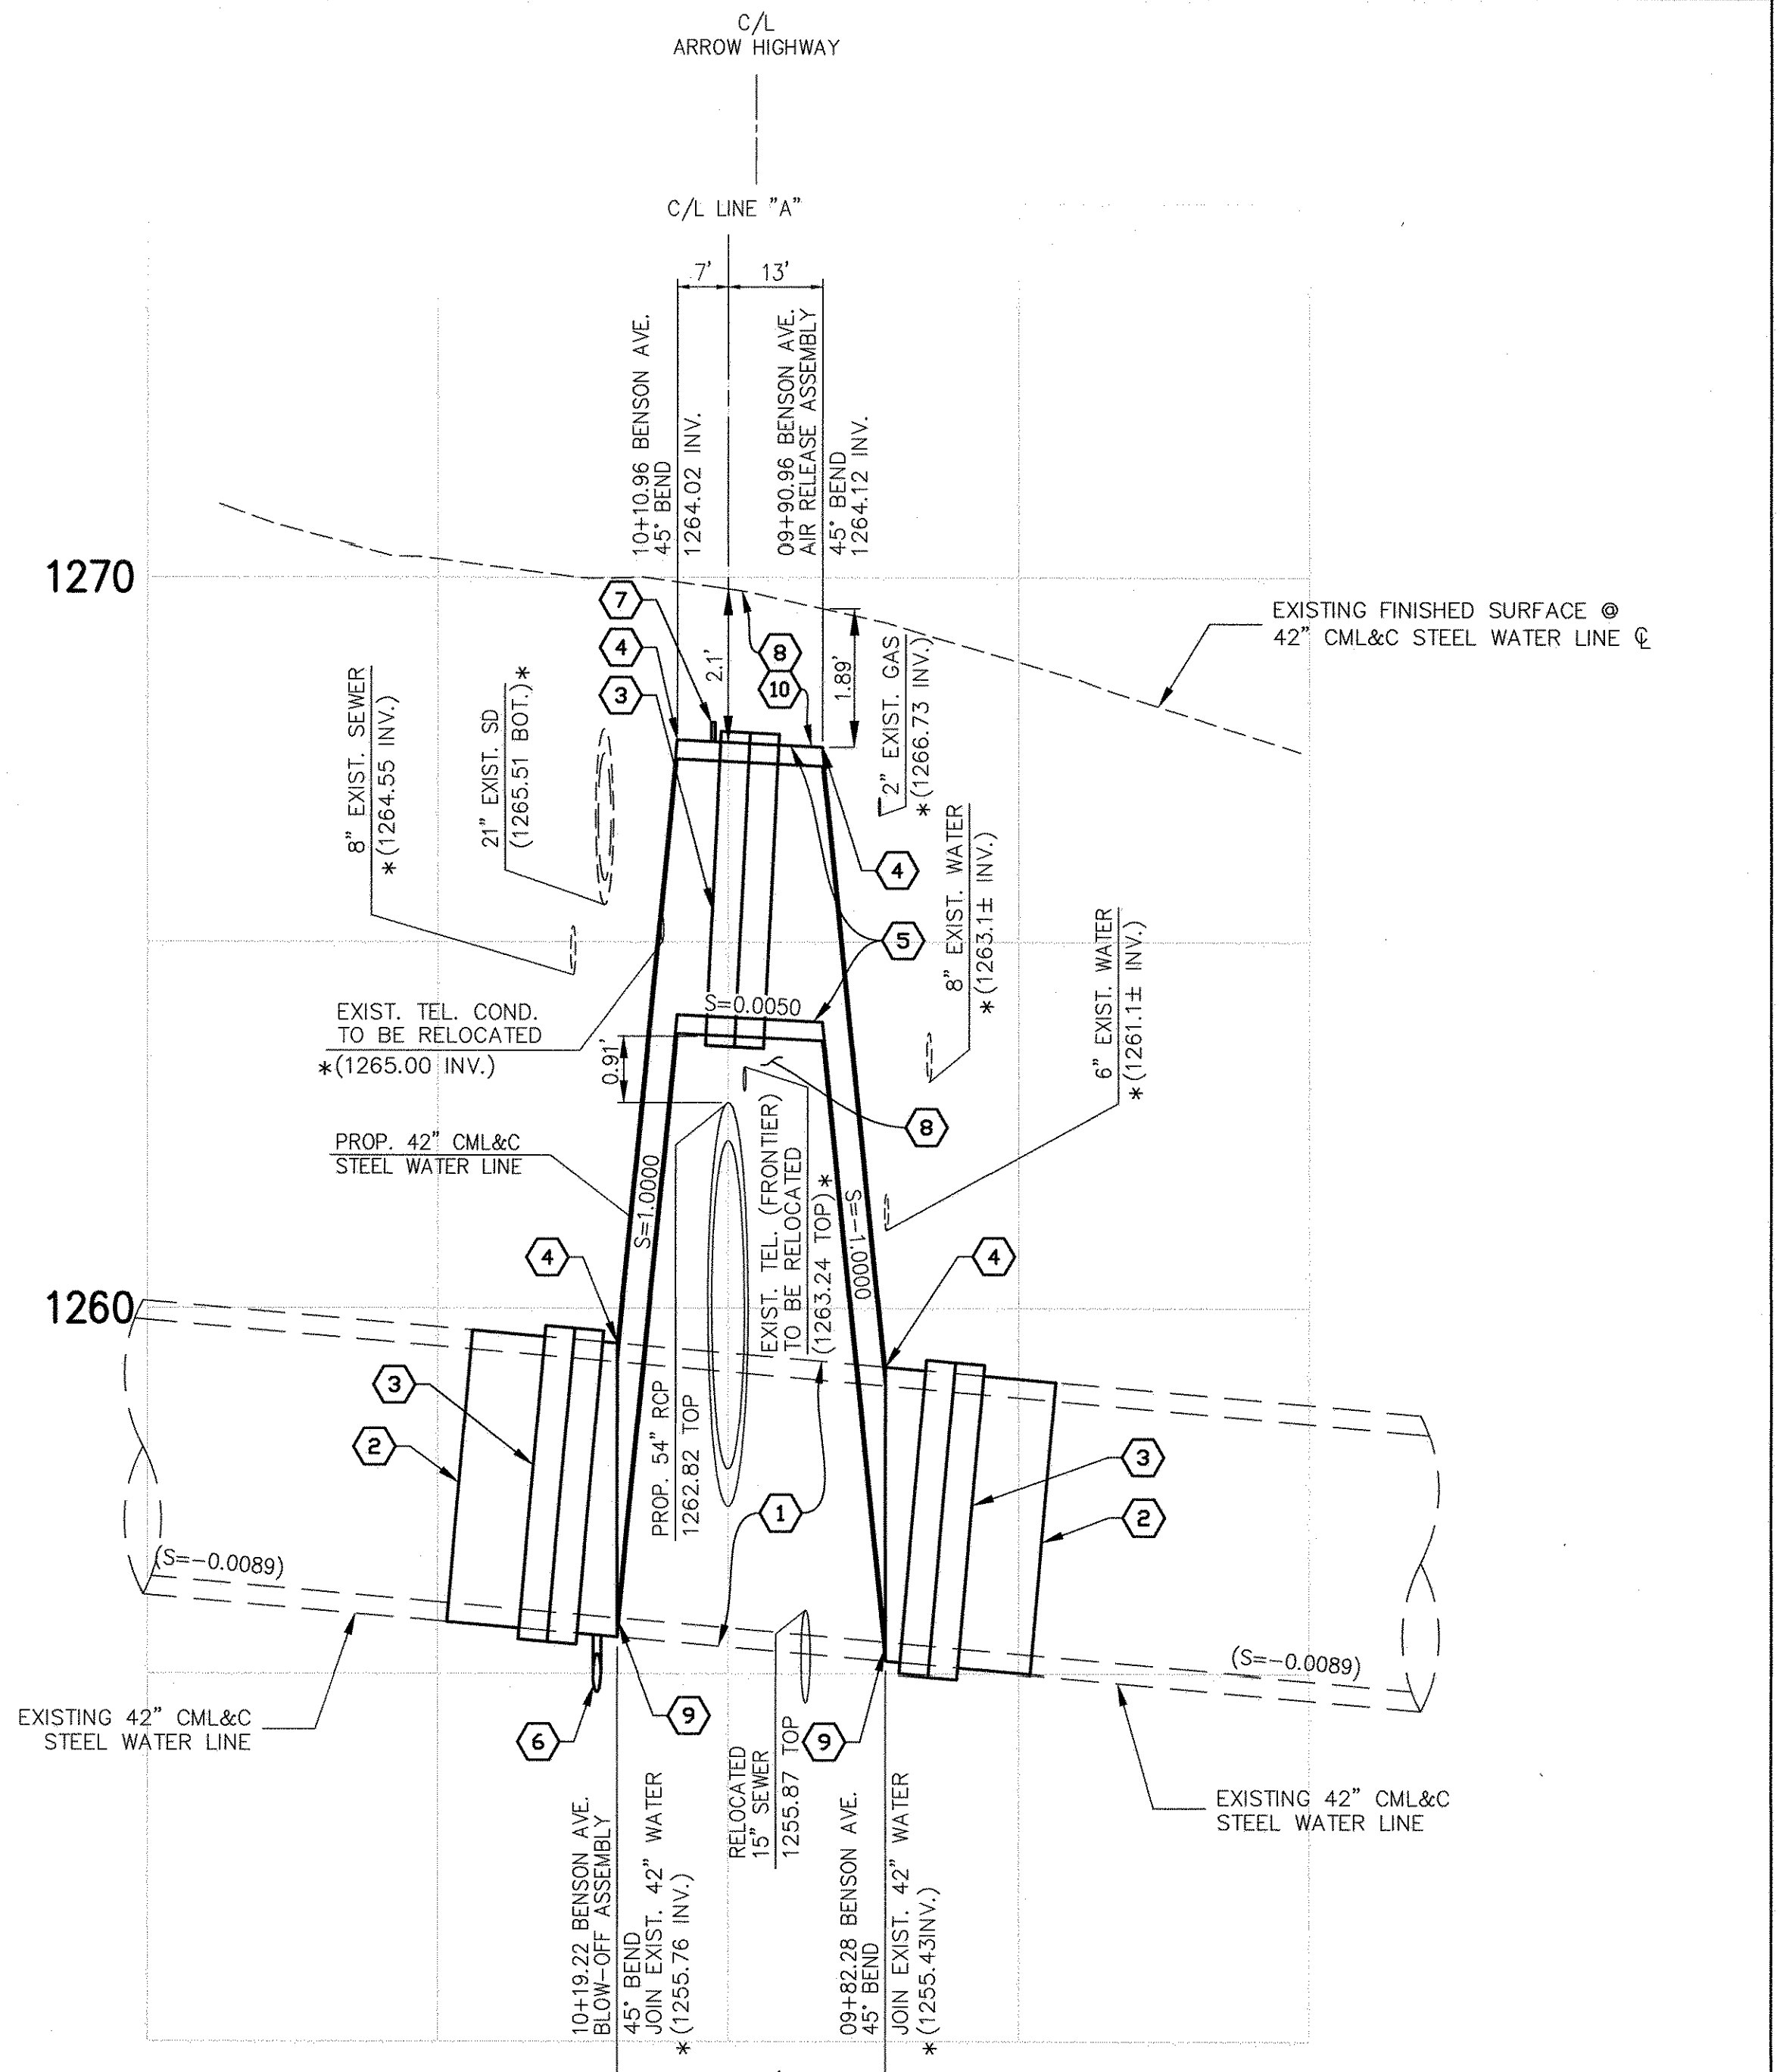 C/L
ARROW HIGHWAY
C/L LINE "A"
7'
13'
10+10.96 BENSON AVE.
45° BEND
1264.02 INV.
09+90.96 BENSON AVE.
AIR RELEASE ASSEMBLY
45° BEND
1264.12 INV.
1270
7
4
3
2.1'
8
10
1.89'
EXISTING FINISHED SURFACE @
42" CML&C STEEL WATER LINE ℄
8" EXIST. SEWER
*(1264.55 INV.)
21" EXIST. SD
(1265.51 BOT.)*
2" EXIST. GAS
*(1266.73 INV.)
4
5
8" EXIST. WATER
*(1263.1± INV.)
6" EXIST. WATER
*(1261.1± INV.)
EXIST. TEL. COND.
TO BE RELOCATED
*(1265.00 INV.)
S=0.0050
0.91'
8
PROP. 42" CML&C
STEEL WATER LINE
S=1.0000
PROP. 54" RCP
1262.82 TOP
EXIST. TEL. (FRONTIER)
TO BE RELOCATED
(1263.24 TOP)*
S=-1.0000
4
4
1260
3
2
1
3
2
(S=-0.0089)
(S=-0.0089)
EXISTING 42" CML&C
STEEL WATER LINE
6
9
9
RELOCATED
15" SEWER
1255.87 TOP
EXISTING 42" CML&C
STEEL WATER LINE
10+19.22 BENSON AVE.
BLOW-OFF ASSEMBLY
45° BEND
JOIN EXIST. 42" WATER
*(1255.76 INV.)
09+82.28 BENSON AVE.
45° BEND
JOIN EXIST. 42" WATER
*(1255.43INV.)